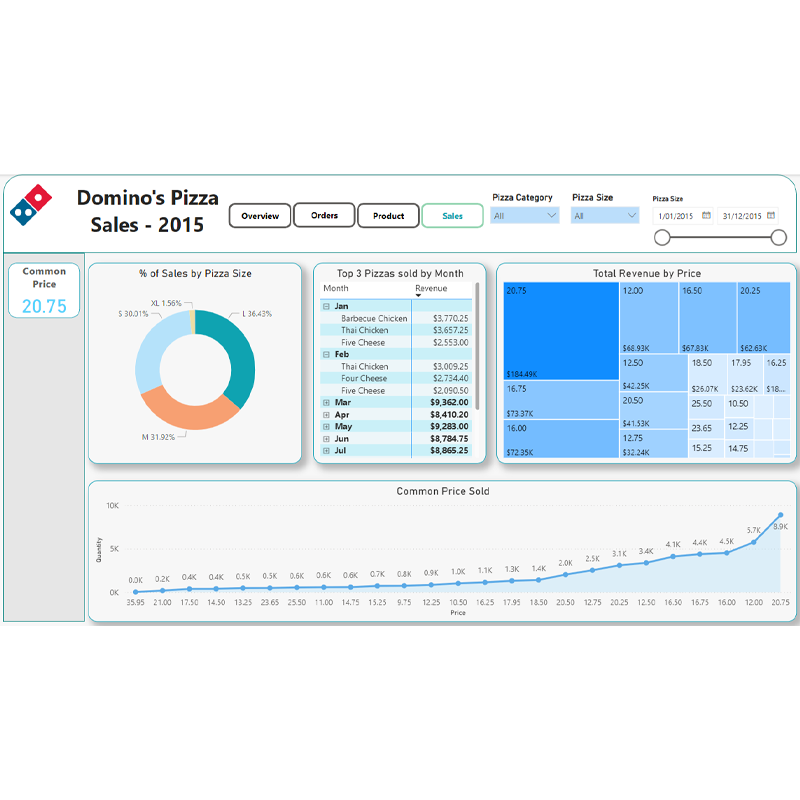 Domino's Pizza
Sales - 2015
Overview
Orders
Product
Sales
Pizza Category
All
Pizza Size
All
Pizza Size
1/01/2015
31/12/2015
Common
Price
20.75
% of Sales by Pizza Size
XL 1.56%
S 30.01%
L 36.43%
M 31.92%
Top 3 Pizzas sold by Month
Month Revenue
Jan
Barbecue Chicken $3,770.25
Thai Chicken $3,657.25
Five Cheese $2,553.00
Feb
Thai Chicken $3,009.25
Four Cheese $2,734.40
Five Cheese $2,090.50
Mar $9,362.00
Apr $8,410.20
May $9,283.00
Jun $8,784.75
Jul $8,865.25
Total Revenue by Price
20.75
$184.49K
16.75
$73.37K
16.00
$72.35K
12.00
$68.93K
16.50
$67.83K
20.25
$62.63K
12.50
$42.25K
20.50
$41.53K
12.75
$32.24K
18.50
$26.07K
17.95
$23.62K
16.25
$18...
25.50
10.50
23.65
12.25
15.25
14.75
Common Price Sold
Quantity
10K
5K
0K
0.0K 0.2K 0.4K 0.4K 0.5K 0.5K 0.6K 0.6K 0.6K 0.7K 0.8K 0.9K 1.0K 1.1K 1.3K 1.4K 2.0K 2.5K 3.1K 3.4K 4.1K 4.4K 4.5K 5.7K 8.9K
35.95 21.00 17.50 14.50 13.25 23.65 25.50 11.00 14.75 15.25 9.75 12.25 10.50 16.25 17.95 18.50 20.50 12.75 20.25 12.50 16.50 16.75 16.00 12.00 20.75
Price